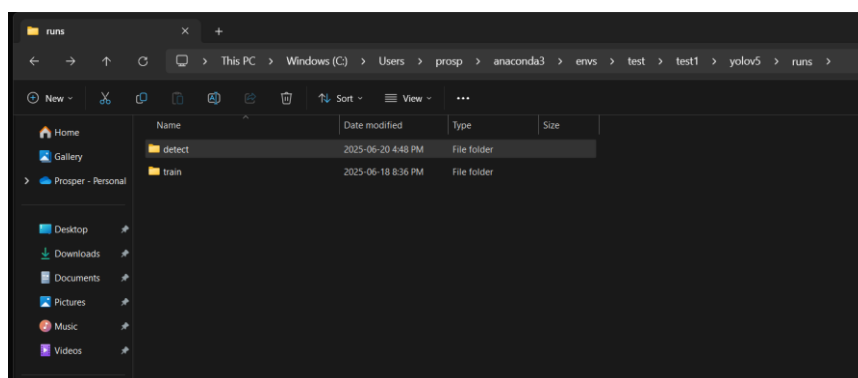 runs
This PC > Windows (C:) > Users > prosp > anaconda3 > envs > test > test1 > yolov5 > runs >
New Sort View ...
Name Date modified Type Size
Home
Gallery
Prosper - Personal
detect 2025-06-20 4:48 PM File folder
train 2025-06-18 8:36 PM File folder
Desktop
Downloads
Documents
Pictures
Music
Videos